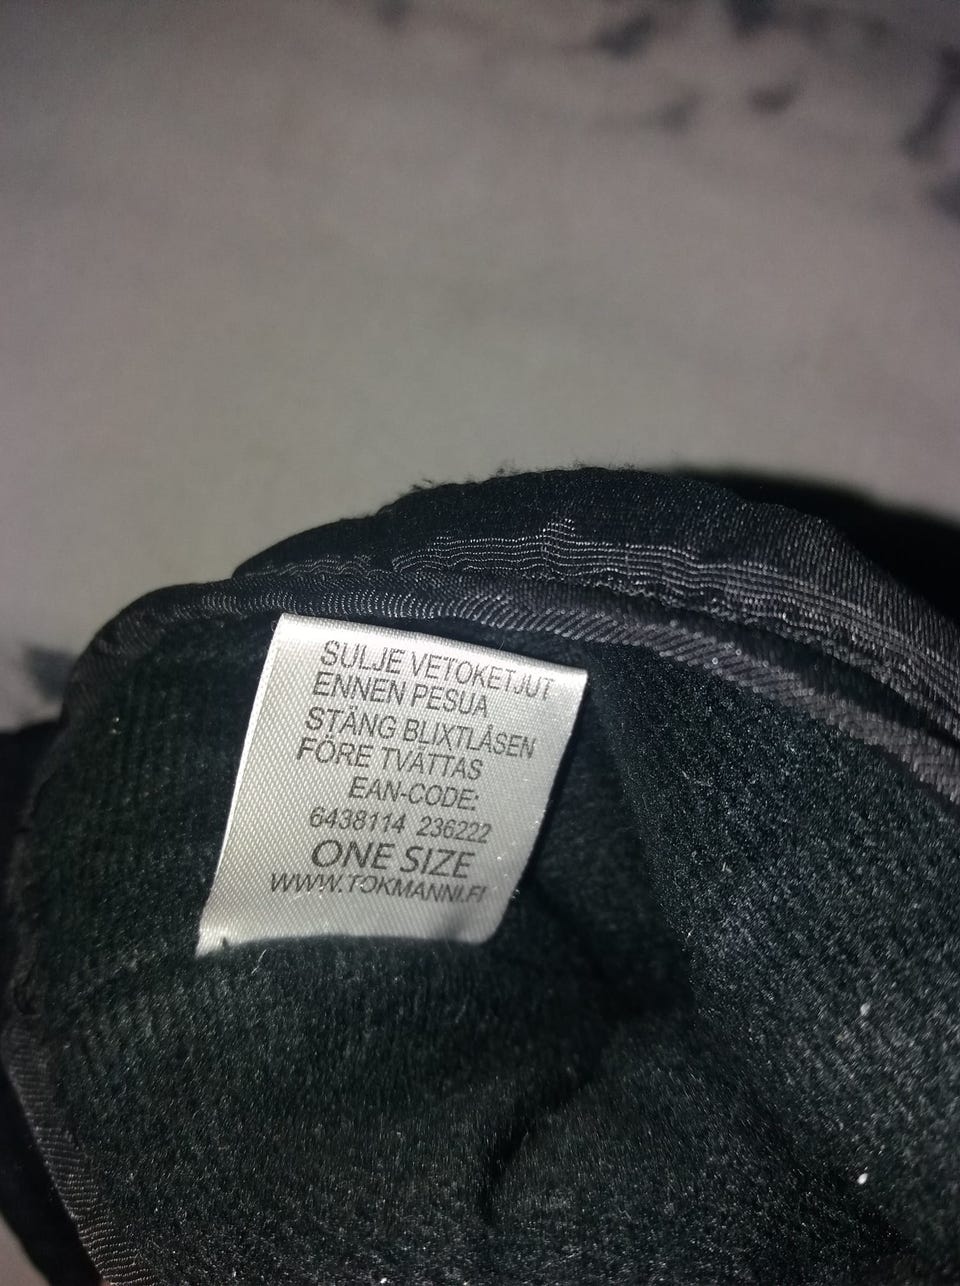 SULJE VETOKETJUT
ENNEN PESUA
STÄNG BLIXTLÅSEN
FÖRE TVÄTTAS
EAN-CODE:
6438114 236222
ONE SIZE
WWW.TOKMANNI.FI